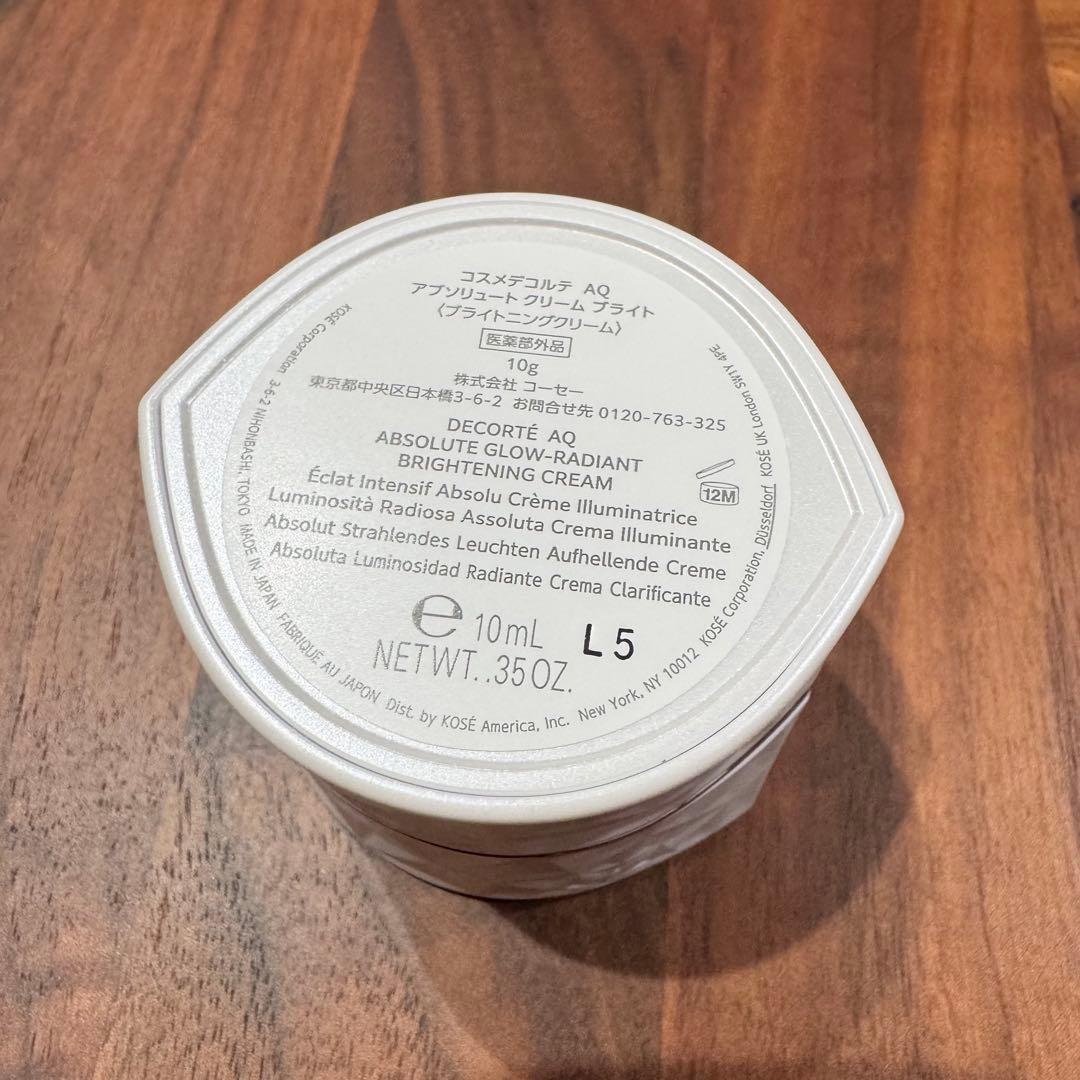 コスメデコルテ AQ
アブソリュート クリーム ブライト
〈ブライトニングクリーム〉
医薬部外品
10g
株式会社 コーセー
東京都中央区日本橋3-6-2 お問合せ先 0120-763-325
DECORTÉ AQ
ABSOLUTE GLOW-RADIANT
BRIGHTENING CREAM
Éclat Intensif Absolu Crème Illuminatrice
Luminosità Radiosa Assoluta Crema Illuminante
Absolut Strahlendes Leuchten Aufhellende Creme
Absoluta Luminosidad Radiante Crema Clarificante
12M
℮ 10mL L5
NETWT..35OZ.
KOSÉ Corporation 3-6-2 NIHONBASHI, TOKYO MADE IN JAPAN FABRIQUÉ AU JAPON Dist. by KOSÉ America, Inc. New York, NY 10012 KOSÉ Corporation, Düsseldorf KOSÉ UK London SW1Y 4PE